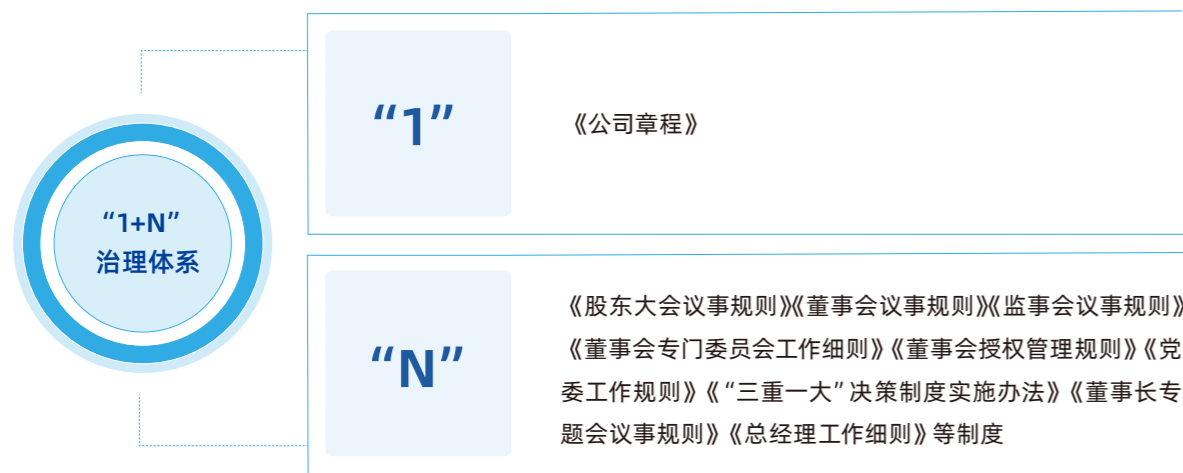 “1+N”
治理体系
“1”
《公司章程》
“N”
《股东大会议事规则》《董事会议事规则》《监事会议事规则》
《董事会专门委员会工作细则》《董事会授权管理规则》《党
委工作规则》《“三重一大”决策制度实施办法》《董事长专
题会议事规则》《总经理工作细则》等制度